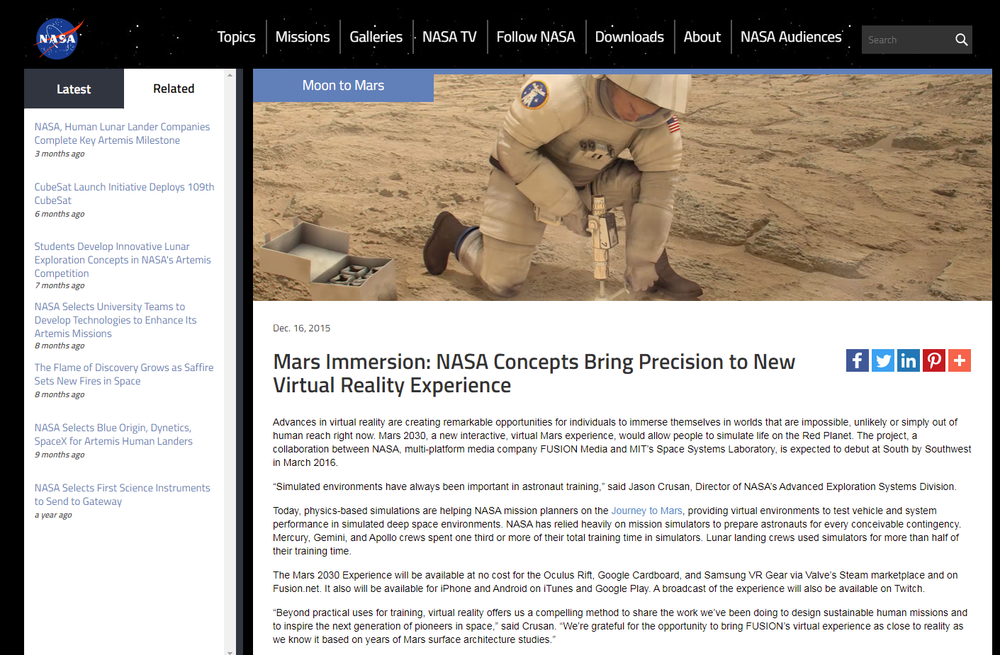 NASA
Topics
Missions
Galleries
NASA TV
Follow NASA
Downloads
About
NASA Audiences
Search
Latest
Related
NASA, Human Lunar Lander Companies
Complete Key Artemis Milestone
3 months ago
CubeSat Launch Initiative Deploys 109th
CubeSat
6 months ago
Students Develop Innovative Lunar
Exploration Concepts in NASA's Artemis
Competition
7 months ago
NASA Selects University Teams to
Develop Technologies to Enhance Its
Artemis Missions
8 months ago
The Flame of Discovery Grows as Saffire
Sets New Fires in Space
8 months ago
NASA Selects Blue Origin, Dynetics,
SpaceX for Artemis Human Landers
9 months ago
NASA Selects First Science Instruments
to Send to Gateway
a year ago
Moon to Mars
Dec. 16, 2015
Mars Immersion: NASA Concepts Bring Precision to New
Virtual Reality Experience
Advances in virtual reality are creating remarkable opportunities for individuals to immerse themselves in worlds that are impossible, unlikely or simply out of
human reach right now. Mars 2030, a new interactive, virtual Mars experience, would allow people to simulate life on the Red Planet. The project, a
collaboration between NASA, multi-platform media company FUSION Media and MIT’s Space Systems Laboratory, is expected to debut at South by Southwest
in March 2016.
“Simulated environments have always been important in astronaut training,” said Jason Crusan, Director of NASA’s Advanced Exploration Systems Division.
Today, physics-based simulations are helping NASA mission planners on the Journey to Mars, providing virtual environments to test vehicle and system
performance in simulated deep space environments. NASA has relied heavily on mission simulators to prepare astronauts for every conceivable contingency.
Mercury, Gemini, and Apollo crews spent one third or more of their total training time in simulators. Lunar landing crews used simulators for more than half of
their training time.
The Mars 2030 Experience will be available at no cost for the Oculus Rift, Google Cardboard, and Samsung VR Gear via Valve’s Steam marketplace and on
Fusion.net. It also will be available for iPhone and Android on iTunes and Google Play. A broadcast of the experience will also be available on Twitch.
“Beyond practical uses for training, virtual reality offers us a compelling method to share the work we’ve been doing to design sustainable human missions and
to inspire the next generation of pioneers in space,” said Crusan. “We’re grateful for the opportunity to bring FUSION’s virtual experience as close to reality as
we know it based on years of Mars surface architecture studies.”